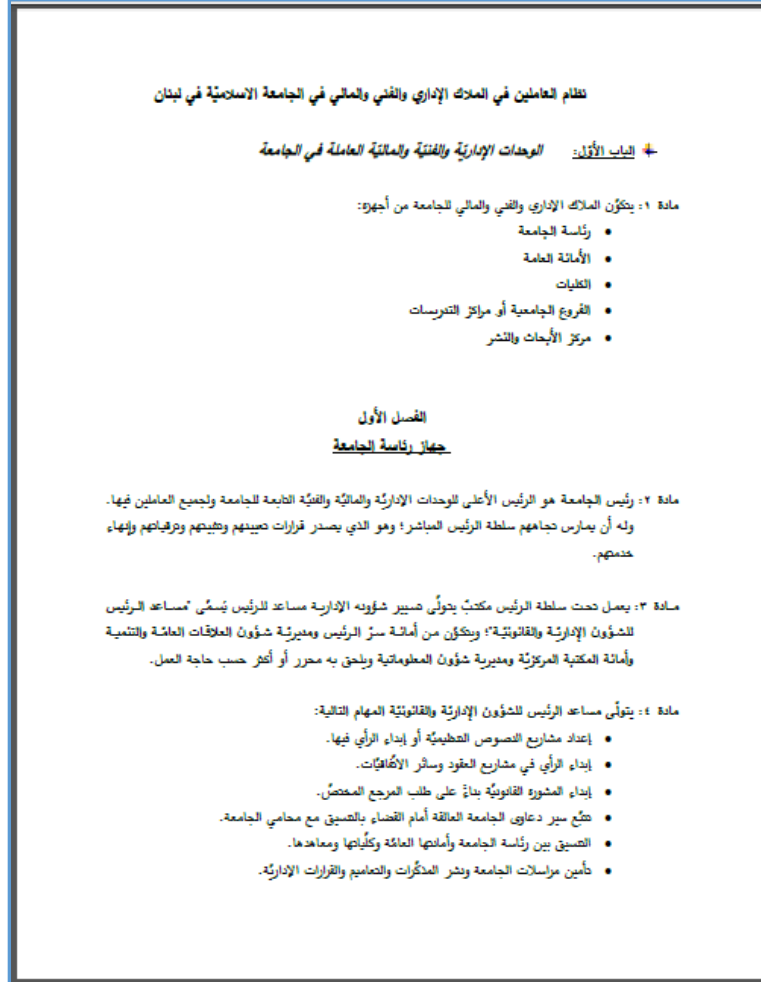 نظام العاملين في الملاك الإداري والفني والمالي في الجامعة الاسلاميّة في لبنان
الباب الأوّل: الوحدات الإداريّة والفنيّة والماليّة العاملة في الجامعة
مادة ١: يتكوّن الملاك الإداري والفني والمالي للجامعة من أجهزة:
• رئاسة الجامعة
• الأمانة العامة
• الكليات
• الفروع الجامعية أو مراكز التدريسات
• مركز الأبحاث والنشر
الفصل الأول
جهاز رئاسة الجامعة
مادة ٢: رئيس الجامعة هو الرئيس الأعلى للوحدات الإداريّة والماليّة والفنيّة التابعة للجامعة ولجميع العاملين فيها.
وله أن يمارس تجاههم سلطة الرئيس المباشر؛ وهو الذي يصدر قرارات تعيينهم وتثبيتهم وترقياتهم وإنهاء
خدمتهم.
مادة ٣: يعمل تحت سلطة الرئيس مكتبٌ يتولّى تسيير شؤونه الإدارية مساعد للرئيس يُسمّى "مساعد الرئيس
للشؤون الإداريّة والقانونيّة"؛ ويتكوّن من أمانة سرّ الرئيس ومديريّة شؤون العلاقات العامّة والتنمية
وأمانة المكتبة المركزيّة ومديرية شؤون المعلوماتية ويلحق به محرر أو أكثر حسب حاجة العمل.
مادة ٤: يتولّى مساعد الرئيس للشؤون الإداريّة والقانونيّة المهام التالية:
• إعداد مشاريع النصوص التنظيميّة أو إبداء الرأي فيها.
• إبداء الرأي في مشاريع العقود وسائر الاتّفاقيّات.
• إبداء المشورة القانونيّة بناءً على طلب المرجع المختصّ.
• تتبّع سير دعاوى الجامعة العالقة أمام القضاء بالتنسيق مع محامي الجامعة.
• التنسيق بين رئاسة الجامعة وأمانتها العامّة وكلّياتها ومعاهدها.
• تأمين مراسلات الجامعة ونشر المذكّرات والتعاميم والقرارات الإداريّة.